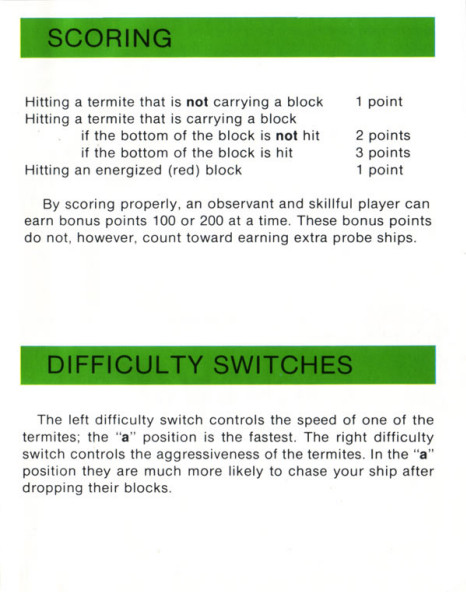 SCORING
Hitting a termite that is not carrying a block 1 point
Hitting a termite that is carrying a block
if the bottom of the block is not hit 2 points
if the bottom of the block is hit 3 points
Hitting an energized (red) block 1 point
By scoring properly, an observant and skillful player can
earn bonus points 100 or 200 at a time. These bonus points
do not, however, count toward earning extra probe ships.
DIFFICULTY SWITCHES
The left difficulty switch controls the speed of one of the
termites; the "a" position is the fastest. The right difficulty
switch controls the aggressiveness of the termites. In the "a"
position they are much more likely to chase your ship after
dropping their blocks.